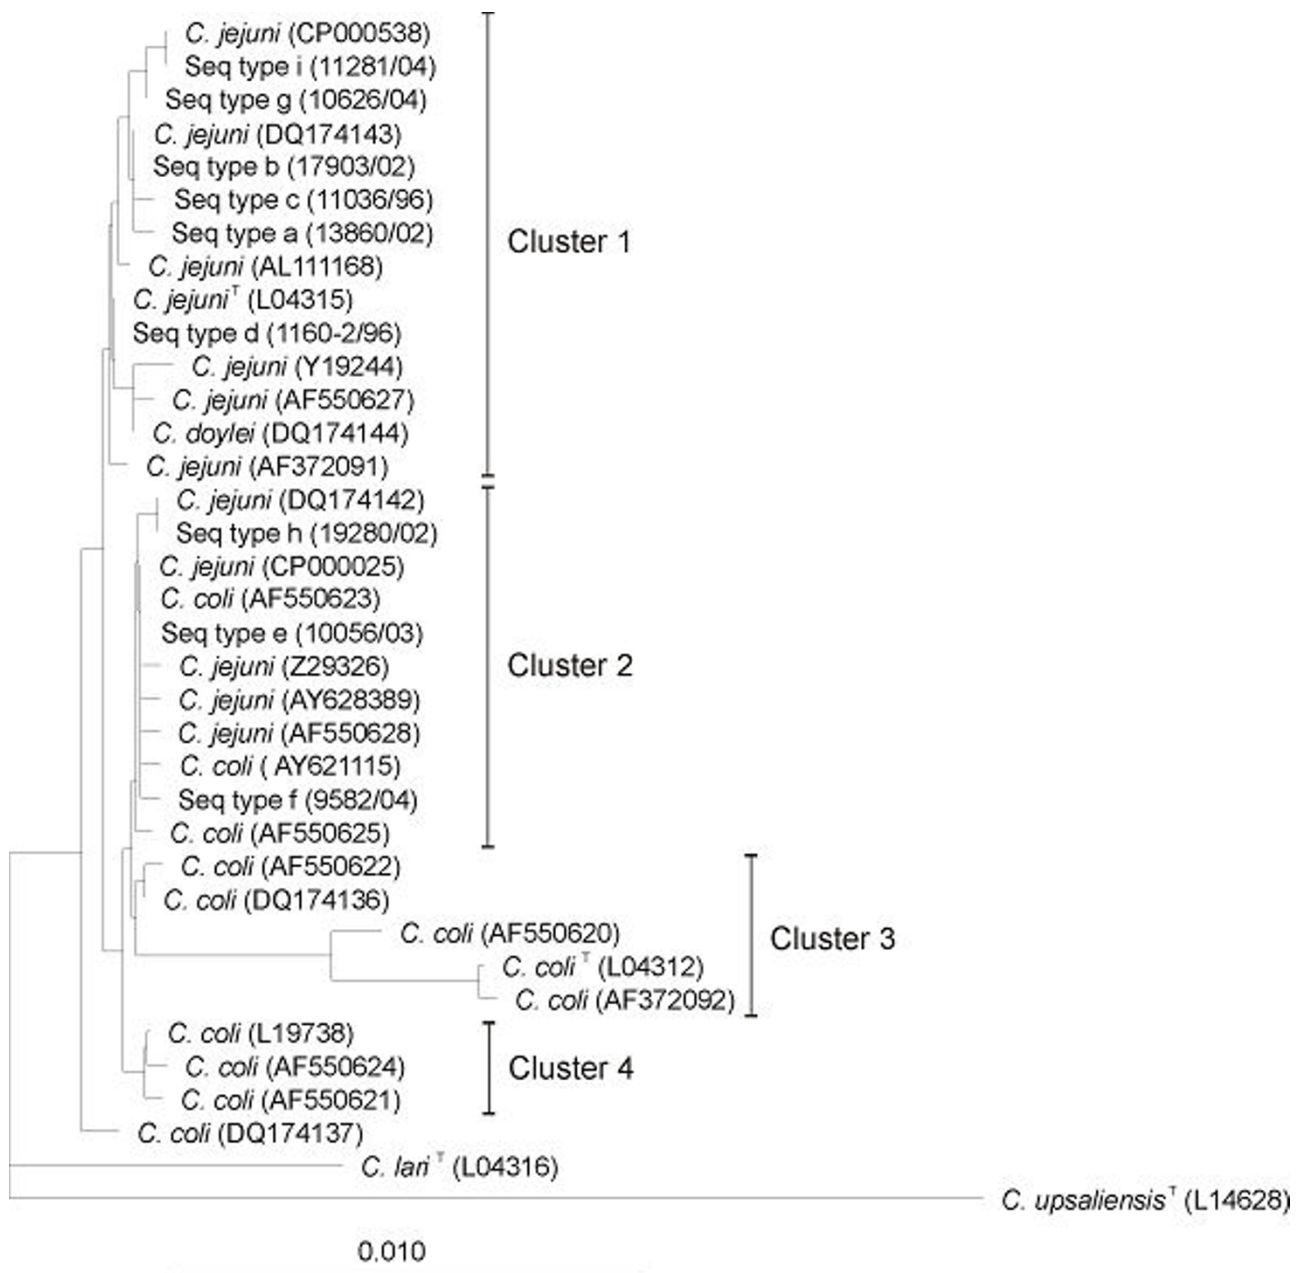 C. jejuni (CP000538)
Seq type i (11281/04)
Seq type g (10626/04)
C. jejuni (DQ174143)
Seq type b (17903/02)
Seq type c (11036/96)
Seq type a (13860/02)
Cluster 1
C. jejuni (AL111168)
C. jejuni T (L04315)
Seq type d (1160-2/96)
C. jejuni (Y19244)
C. jejuni (AF550627)
C. doylei (DQ174144)
C. jejuni (AF372091)
C. jejuni (DQ174142)
Seq type h (19280/02)
C. jejuni (CP000025)
C. coli (AF550623)
Seq type e (10056/03)
C. jejuni (Z29326)
Cluster 2
C. jejuni (AY628389)
C. jejuni (AF550628)
C. coli ( AY621115)
Seq type f (9582/04)
C. coli (AF550625)
C. coli (AF550622)
C. coli (DQ174136)
C. coli (AF550620)
Cluster 3
C. coli T (L04312)
C. coli (AF372092)
C. coli (L19738)
C. coli (AF550624)
Cluster 4
C. coli (AF550621)
C. coli (DQ174137)
C. lari T (L04316)
C. upsaliensis T (L14628)
0.010